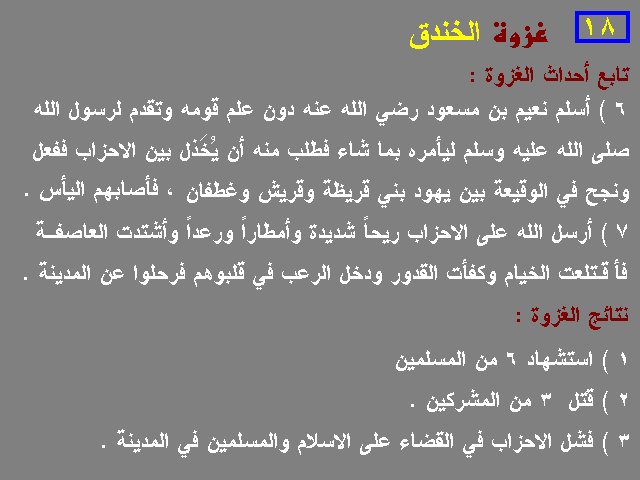 ١٨ غزوة الخندق
تابع أحداث الغزوة :
٦ ) أسلم نعيم بن مسعود رضي الله عنه دون علم قومه وتقدم لرسول الله
صلى الله عليه وسلم ليأمره بما شاء فطلب منه أن يُخَذل بين الاحزاب ففعل
ونجح في الوقيعة بين يهود بني قريظة وقريش وغطفان ، فأصابهم اليأس .
٧ ) أرسل الله على الاحزاب ريحاً شديدة وأمطاراً ورعداً وأشتدت العاصفــة
فأقـتلعت الخيام وكفأت القدور ودخل الرعب في قلبوهم فرحلوا عن المدينة .
نتائج الغزوة :
١ ) استشهاد ٦ من المسلمين
٢ ) قتل ٣ من المشركين .
٣ ) فشل الاحزاب في القضاء على الاسلام والمسلمين في المدينة .